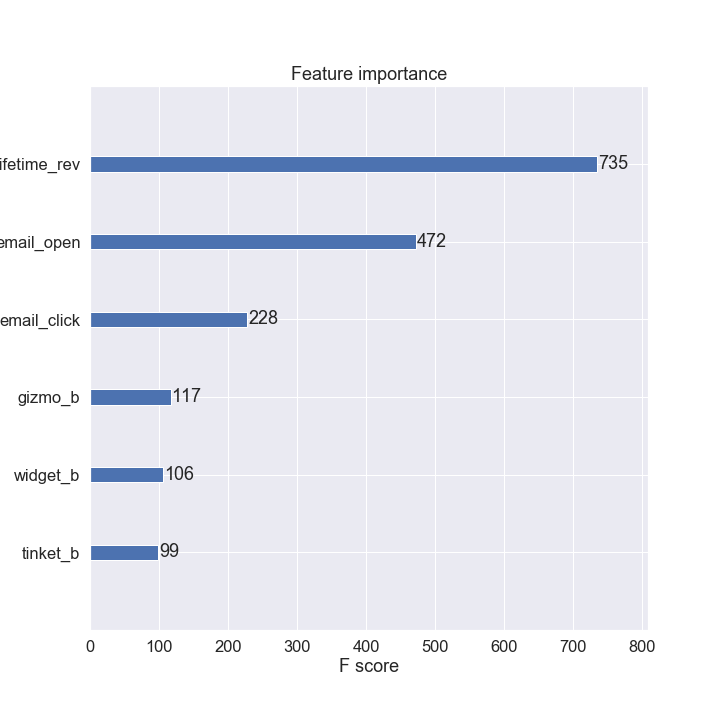 Feature importance
ifetime_rev
735
email_open
472
email_click
228
gizmo_b
117
widget_b
106
tinket_b
99
0 100 200 300 400 500 600 700 800
F score